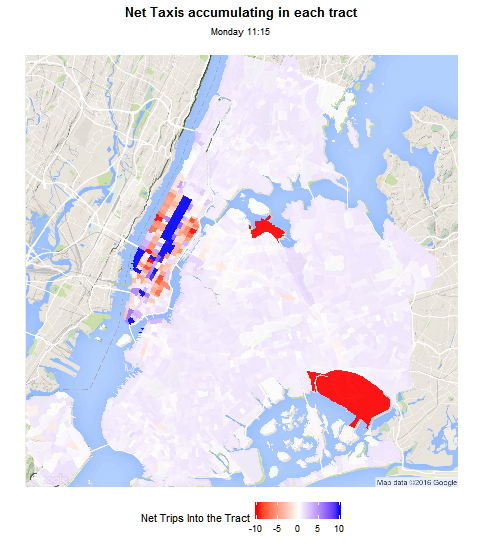 Net Taxis accumulating in each tract
Monday 11:15
Map data ©2016 Google
Net Trips Into the Tract
-10 -5 0 5 10